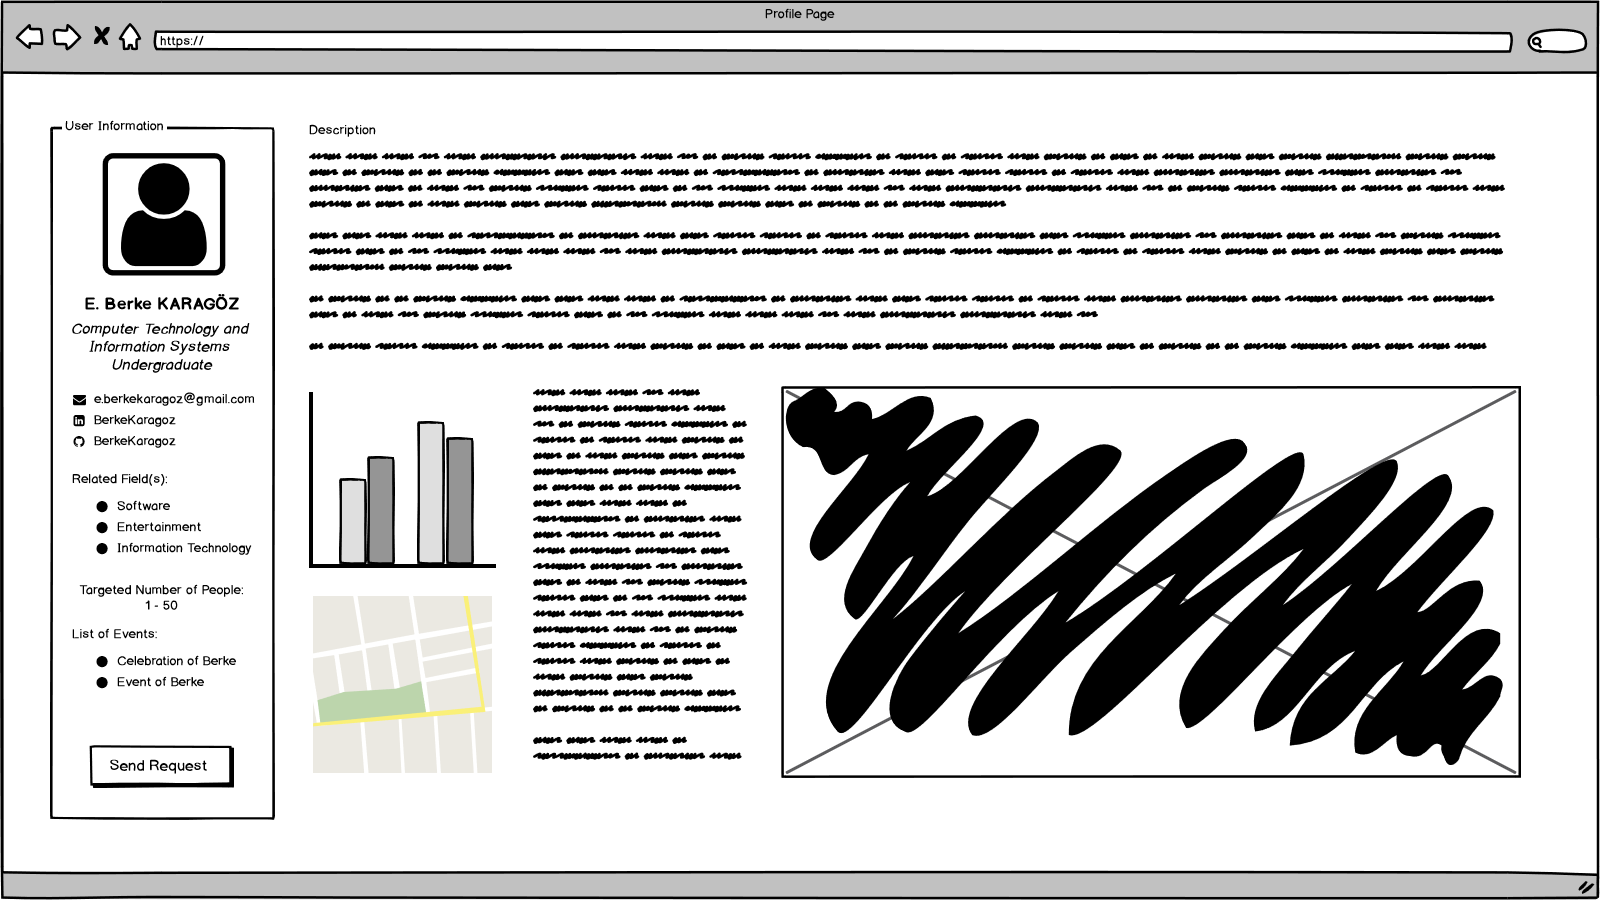 Profile Page
https://
User Information
E. Berke KARAGÖZ
Computer Technology and
Information Systems
Undergraduate
e.berkekaragoz@gmail.com
BerkeKaragoz
BerkeKaragoz
Related Field(s):
Software
Entertainment
Information Technology
Targeted Number of People:
1 - 50
List of Events:
Celebration of Berke
Event of Berke
Send Request
Description